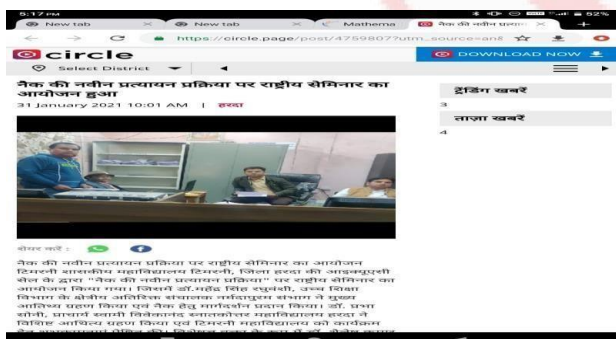 5:17 PM
52%
New tab
New tab
Mathema
नैक की नवीन प्रत्यायन
https://circle.page/post/4759807?utm_source=an
circle
DOWNLOAD NOW
Select District
नैक की नवीन प्रत्यायन प्रक्रिया पर राष्ट्रीय सेमिनार का
आयोजन हुआ
31 January 2021 10:01 AM | हरदा
शेयर करें :
नैक की नवीन प्रत्यायन प्रक्रिया पर राष्ट्रीय सेमिनार का आयोजन
टिमरनी शासकीय महाविद्यालय टिमरनी, जिला हरदा की आइक्यूएसी
सेल के द्वारा "नैक की नवीन प्रत्यायन प्रक्रिया" पर राष्ट्रीय सेमिनार का
आयोजन किया गया। जिसमें डॉ.महेंद्र सिंह रघुवंशी, उच्च शिक्षा
विभाग के क्षेत्रीय अतिरिक्त संचालक नर्मदापुरम संभाग ने मुख्य
आतिथ्य ग्रहण किया एवं नैक हेतु मार्गदर्शन प्रदान किया। डॉ. प्रभा
सोनी, प्राचार्य स्वामी विवेकानंद स्नातकोत्तर महाविद्यालय हरदा ने
विशिष्ट आतिथ्य ग्रहण किया एवं टिमरनी महाविद्यालय को कार्यक्रम
ट्रेंडिंग खबरें
3
ताज़ा खबरें
4